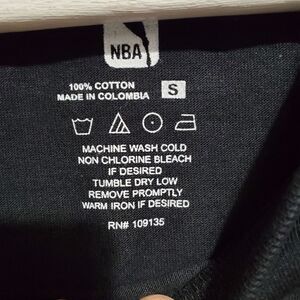 NBA
100% COTTON
MADE IN COLOMBIA S
MACHINE WASH COLD
NON CHLORINE BLEACH
IF DESIRED
TUMBLE DRY LOW
REMOVE PROMPTLY
WARM IRON IF DESIRED
RN# 109135